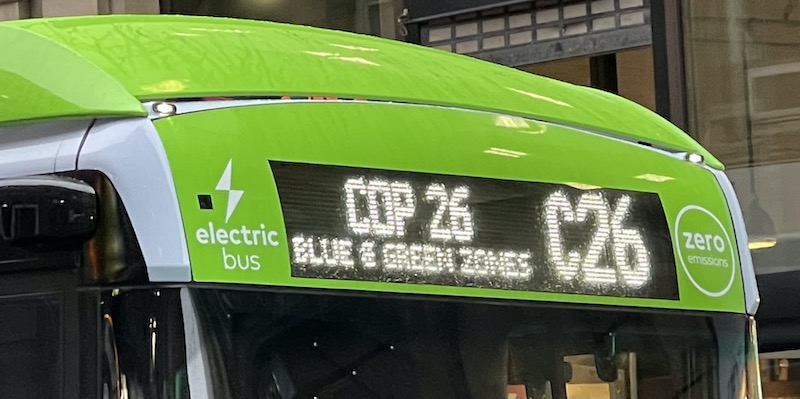 electric
bus
COP 26
BLUE & GREEN ZONES
C26
zero
emissions